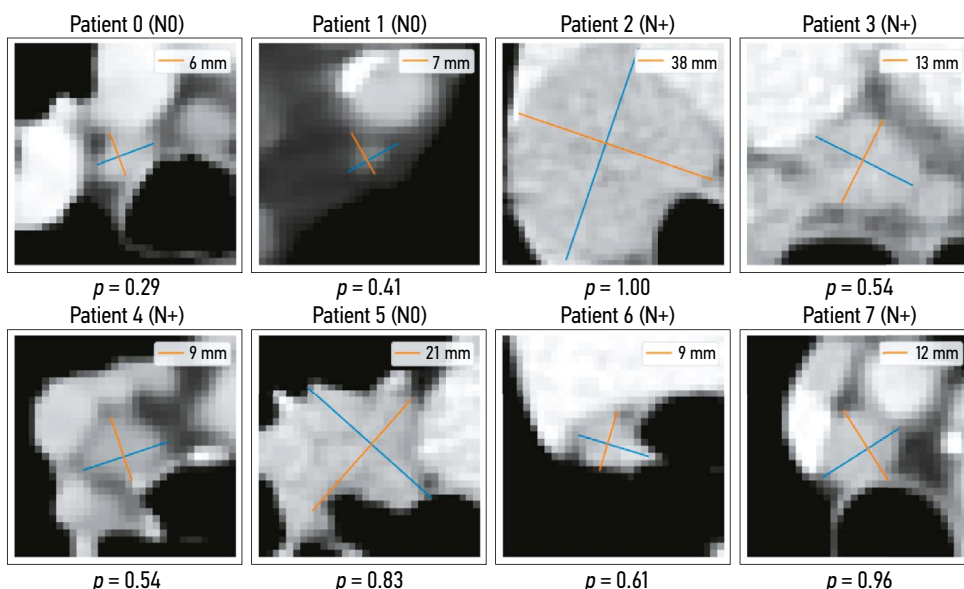 Patient 0 (N0)
Patient 1 (N0)
Patient 2 (N+)
Patient 3 (N+)
6 mm
7 mm
38 mm
13 mm
p = 0.29
p = 0.41
p = 1.00
p = 0.54
Patient 4 (N+)
Patient 5 (N0)
Patient 6 (N+)
Patient 7 (N+)
9 mm
21 mm
9 mm
12 mm
p = 0.54
p = 0.83
p = 0.61
p = 0.96